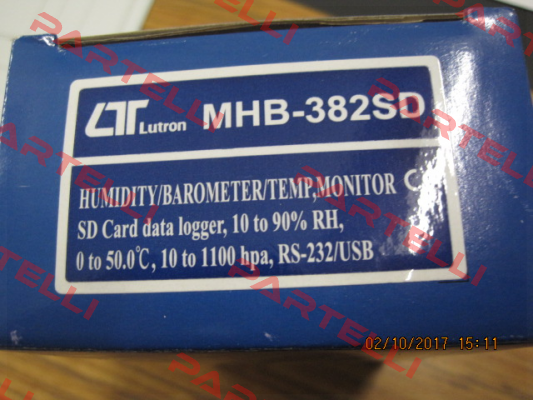 Lutron MHB-382SD
HUMIDITY/BAROMETER/TEMP,MONITOR CE
SD Card data logger, 10 to 90% RH,
0 to 50.0℃, 10 to 1100 hpa, RS-232/USB
02/10/2017 15:11
PARTELLI
PARTELLI
PARTELLI
PARTELLI